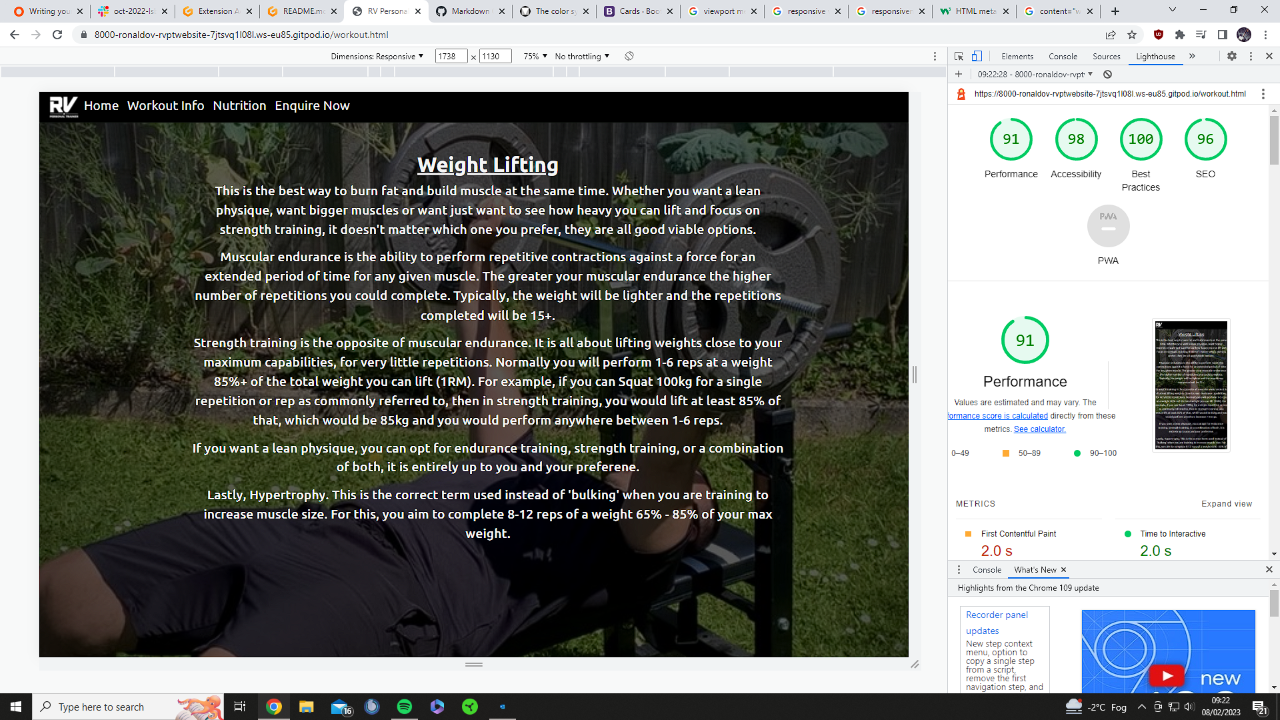 Writing you
oct-2022-Is
Extension A
README.m
RV Persona
Markdown
The color s
Cards · Boo
viewport m
responsive
responsiven
HTML meta
content="w
8000-ronaldov-rvptwebsite-7jtsvq1l08l.ws-eu85.gitpod.io/workout.html
Dimensions: Responsive 1738 x 1130 75% No throttling
Elements Console Sources Lighthouse »
09:22:28 - 8000-ronaldov-rvpt
https://8000-ronaldov-rvptwebsite-7jtsvq1l08l.ws-eu85.gitpod.io/workout.html
RV Home Workout Info Nutrition Enquire Now
PERSONAL TRAINER
Weight Lifting
This is the best way to burn fat and build muscle at the same time. Whether you want a lean
physique, want bigger muscles or want just want to see how heavy you can lift and focus on
strength training, it doesn't matter which one you prefer, they are all good viable options.
Muscular endurance is the ability to perform repetitive contractions against a force for an
extended period of time for any given muscle. The greater your muscular endurance the higher
number of repetitions you could complete. Typically, the weight will be lighter and the repetitions
completed will be 15+.
Strength training is the opposite of muscular endurance. It is all about lifting weights close to your
maximum capabilities, for very little repetitions. Normally you will perform 1-6 reps at a weight
85%+ of the total weight you can lift (1RM). For example, if you can Squat 100kg for a single
repetition or rep as commonly referred to, then in strength training, you would lift at least 85% of
that, which would be 85kg and you should perform anywhere between 1-6 reps.
If you want a lean physique, you can opt for endurance training, strength training, or a combination
of both, it is entirely up to you and your preferene.
Lastly, Hypertrophy. This is the correct term used instead of 'bulking' when you are training to
increase muscle size. For this, you aim to complete 8-12 reps of a weight 65% - 85% of your max
weight.
91 98 100 96
Performance Accessibility Best SEO
Practices
PWA
PWA
91
Performance
Values are estimated and may vary. The
formance score is calculated directly from these
metrics. See calculator.
0–49 50–89 90–100
METRICS Expand view
First Contentful Paint Time to Interactive
2.0 s 2.0 s
Console What's New
Highlights from the Chrome 109 update
Recorder panel
updates
New step context
menu, option to
copy a single step
from a script,
remove the first
navigation step, and
new
Type here to search
16
-2°C Fog
09:22
08/02/2023
21